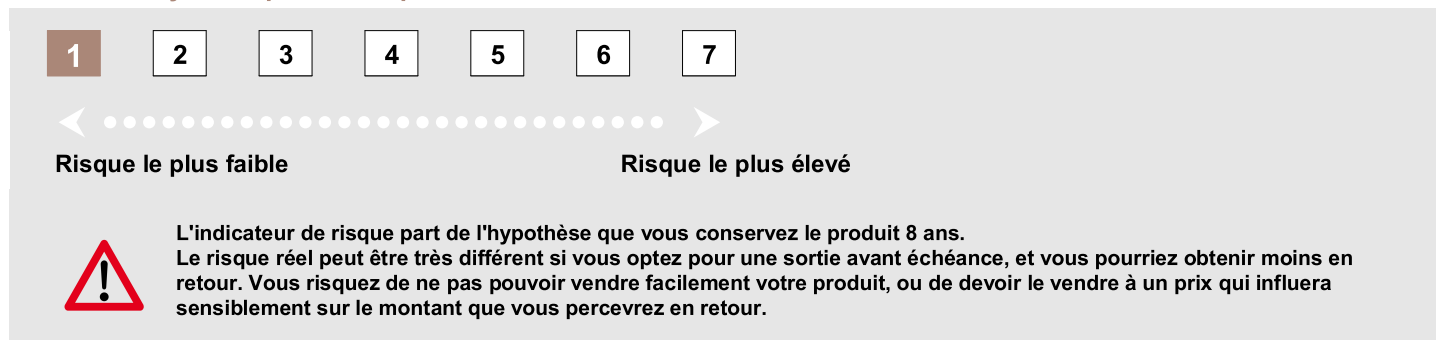 1 2 3 4 5 6 7
Risque le plus faible Risque le plus élevé
L'indicateur de risque part de l'hypothèse que vous conservez le produit 8 ans.
Le risque réel peut être très différent si vous optez pour une sortie avant échéance, et vous pourriez obtenir moins en
retour. Vous risquez de ne pas pouvoir vendre facilement votre produit, ou de devoir le vendre à un prix qui influera
sensiblement sur le montant que vous percevrez en retour.